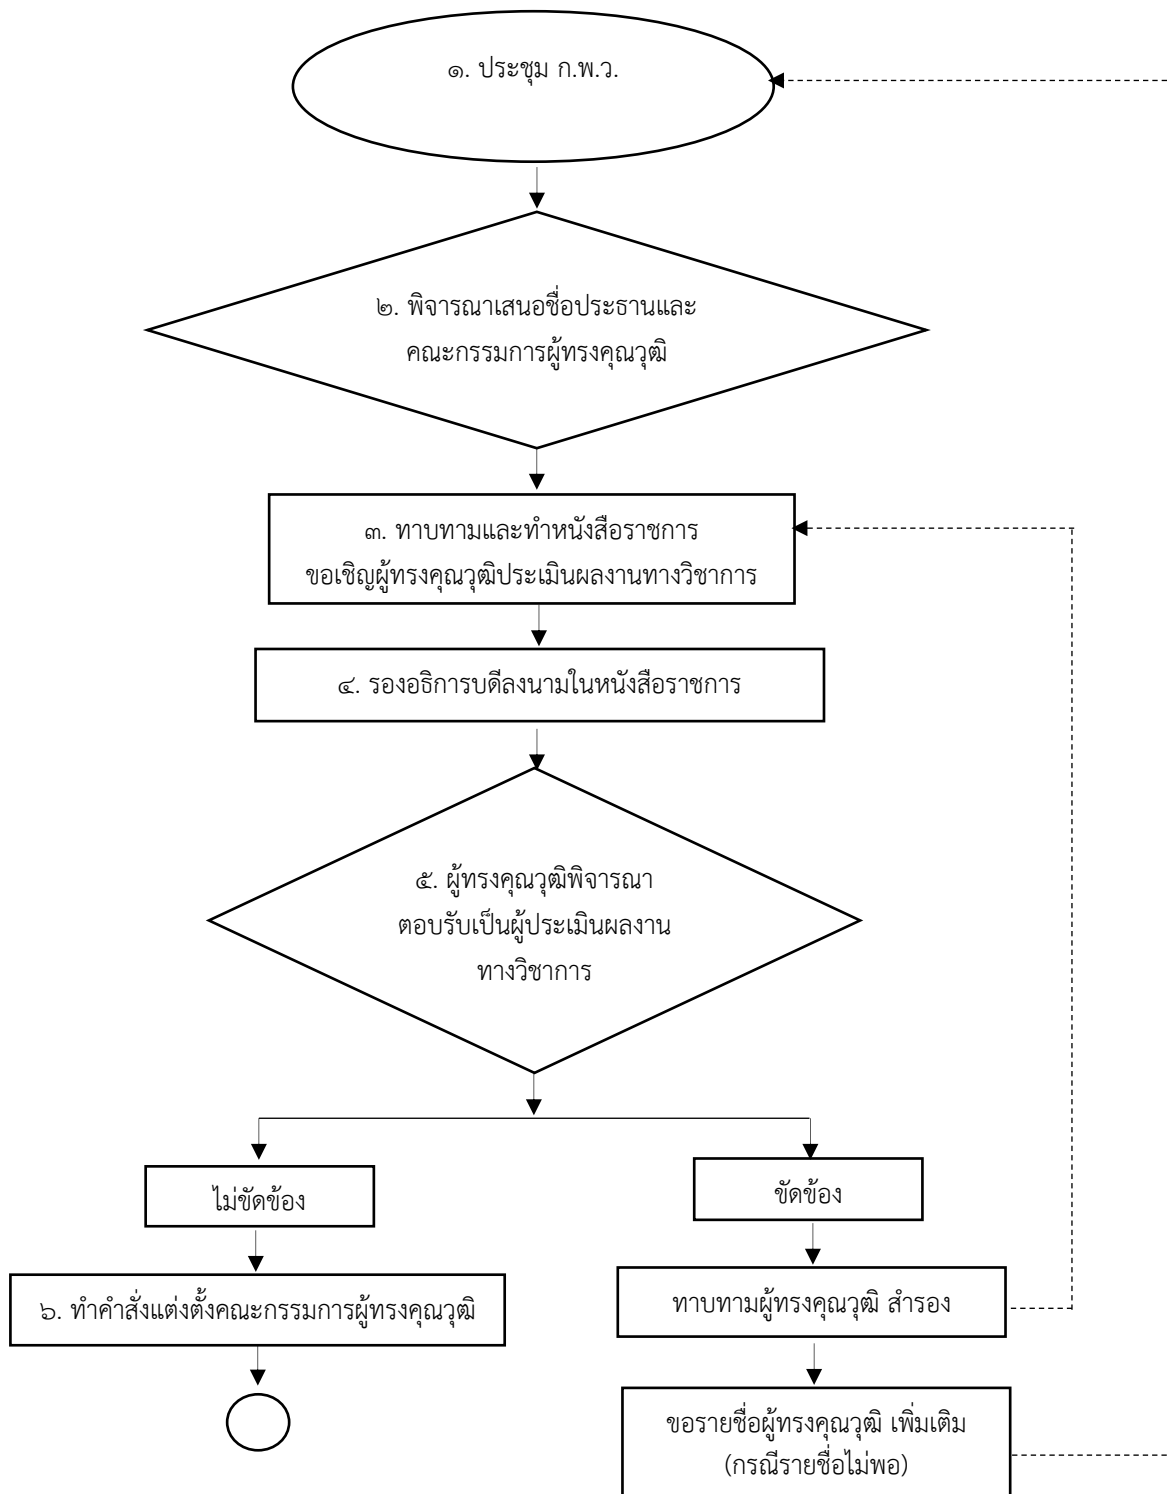 ๑. ประชุม ก.พ.ว.
๒. พิจารณาเสนอชื่อประธานและ
คณะกรรมการผู้ทรงคุณวุฒิ
๓. ทาบทามและทำหนังสือราชการ
ขอเชิญผู้ทรงคุณวุฒิประเมินผลงานทางวิชาการ
๔. รองอธิการบดีลงนามในหนังสือราชการ
๕. ผู้ทรงคุณวุฒิพิจารณา
ตอบรับเป็นผู้ประเมินผลงาน
ทางวิชาการ
ไม่ขัดข้อง
ขัดข้อง
๖. ทำคำสั่งแต่งตั้งคณะกรรมการผู้ทรงคุณวุฒิ
ทาบทามผู้ทรงคุณวุฒิ สำรอง
ขอรายชื่อผู้ทรงคุณวุฒิ เพิ่มเติม
(กรณีรายชื่อไม่พอ)